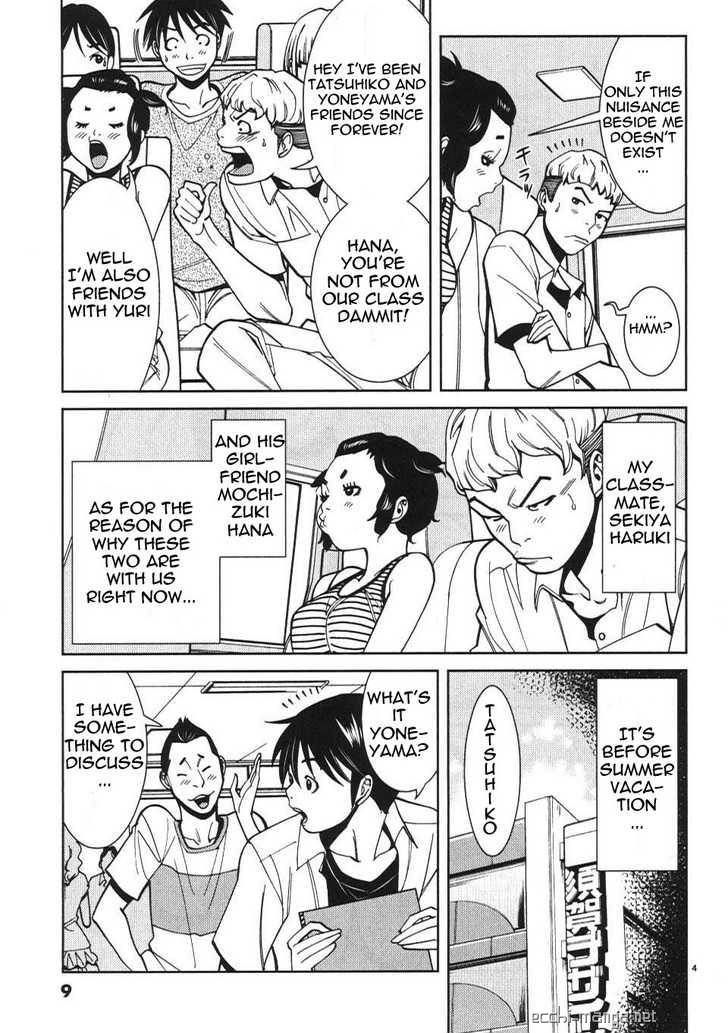 IF
ONLY THIS
NUISANCE
BESIDE ME
DOESN'T
EXIST
...
...
HMM?
HEY I'VE BEEN
TATSUHIKO AND
YONEYAMA'S
FRIENDS SINCE
FOREVER!
HANA,
YOU'RE
NOT FROM
OUR CLASS
DAMMIT!
WELL
I'M ALSO
FRIENDS
WITH YURI
MY
CLASS-
MATE,
SEKIYA
HARUKI
AND HIS
GIRL-
FRIEND
MOCHI-
ZUKI
HANA
AS FOR THE
REASON OF
WHY THESE
TWO ARE
WITH US
RIGHT NOW...
IT'S
BEFORE
SUMMER
VACA-
TION
...
TATSUHIKO
WHAT'S
IT
YONE-
YAMA?
I HAVE
SOME-
THING TO
DISCUSS
...
4
9
ecchi-manga.net